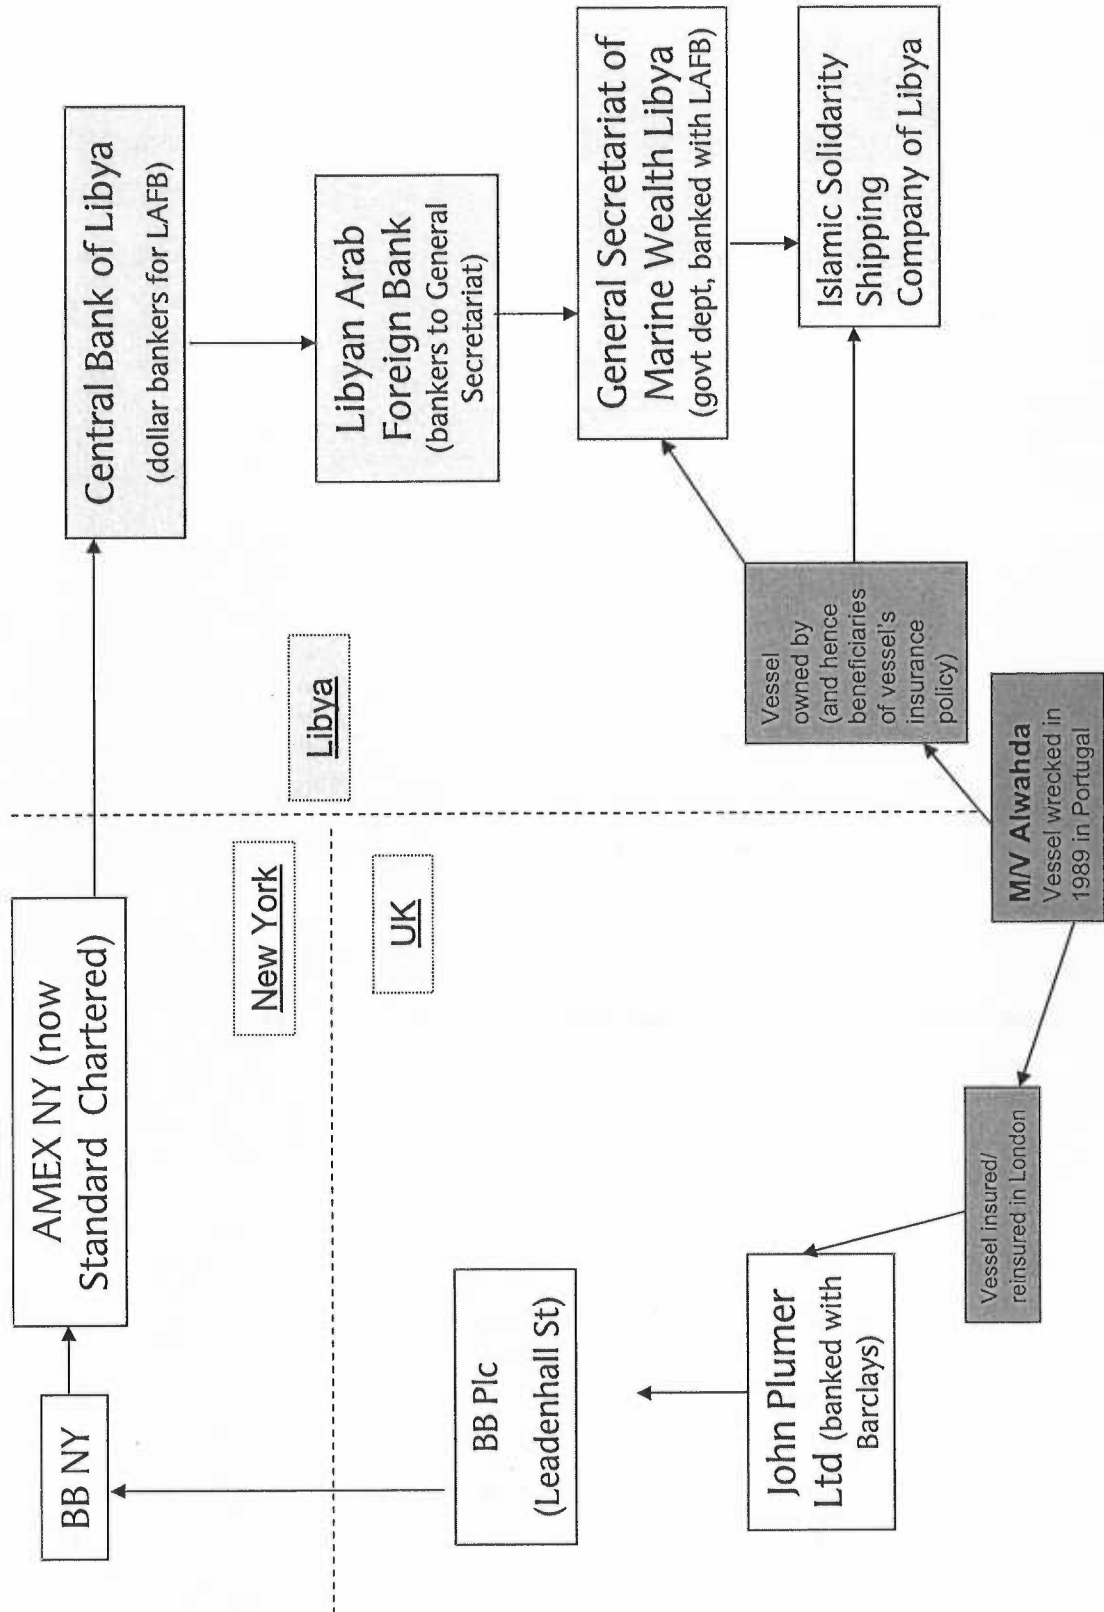 BB NY
AMEX NY (now
Standard Chartered)
Central Bank of Libya
(dollar bankers for LAFB)
New York
Libya
UK
BB Plc
(Leadenhall St)
Libyan Arab
Foreign Bank
(bankers to General
Secretariat)
John Plumer
Ltd (banked with
Barclays)
General Secretariat of
Marine Wealth Libya
(govt dept, banked with LAFB)
Vessel
owned by
(and hence
beneficiaries
of vessel's
insurance
policy)
Islamic Solidarity
Shipping
Company of Libya
Vessel insured/
reinsured in London
M/V Alwahda
Vessel wrecked in
1989 in Portugal